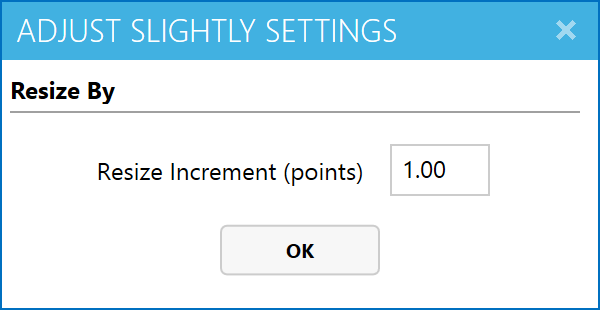 ADJUST SLIGHTLY SETTINGS
Resize By
Resize Increment (points) 1.00
OK